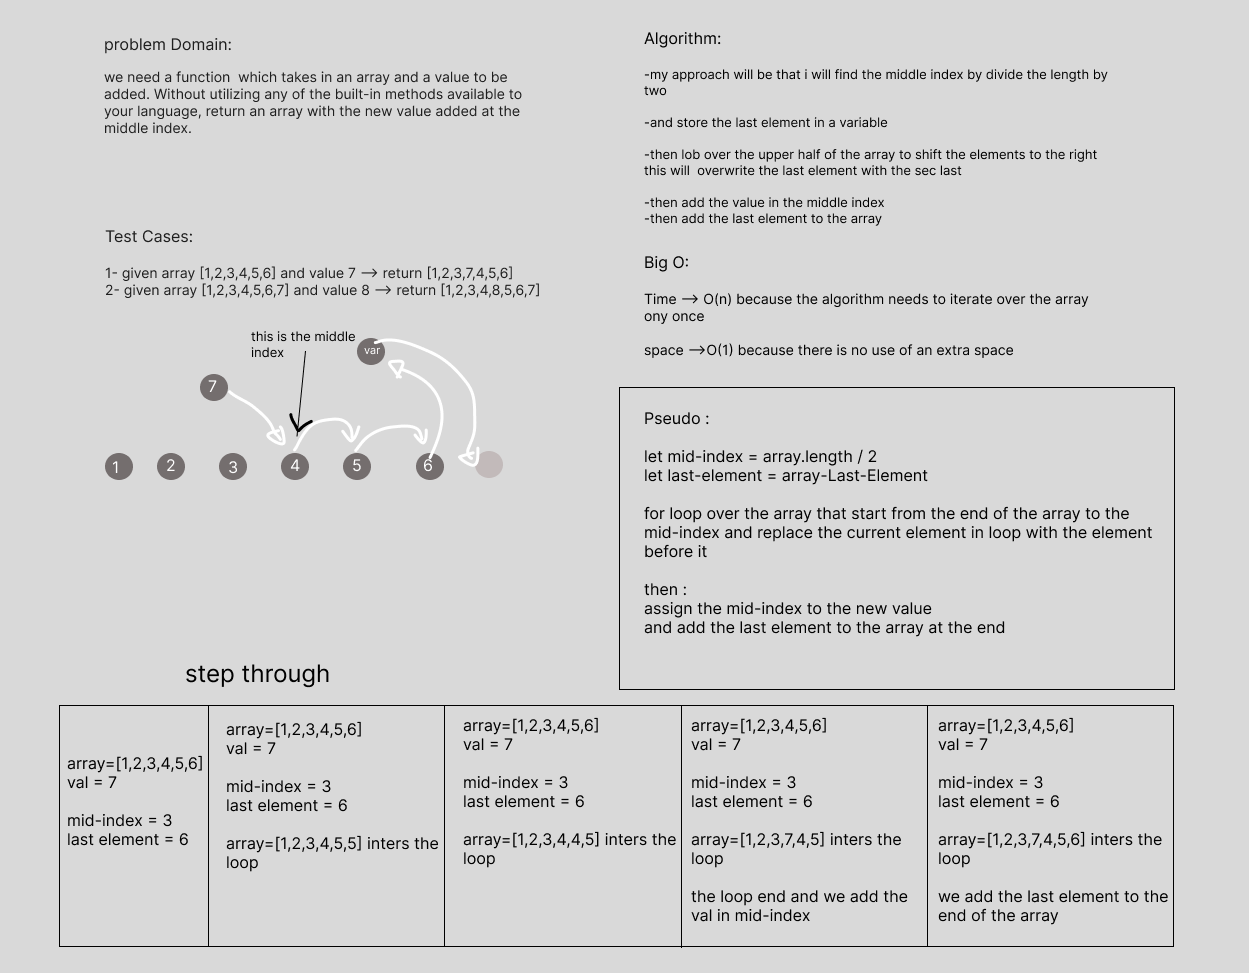 problem Domain:
we need a function  which takes in an array and a value to be
added. Without utilizing any of the built-in methods available to
your language, return an array with the new value added at the
middle index.
Test Cases:
1- given array [1,2,3,4,5,6] and value 7 —> return [1,2,3,7,4,5,6]
2- given array [1,2,3,4,5,6,7] and value 8 —> return [1,2,3,4,8,5,6,7]
this is the middle
index
var
7
1
2
3
4
5
6
Algorithm:
-my approach will be that i will find the middle index by divide the length by
two
-and store the last element in a variable
-then lob over the upper half of the array to shift the elements to the right
this will  overwrite the last element with the sec last
-then add the value in the middle index
-then add the last element to the array
Big O:
Time —> O(n) because the algorithm needs to iterate over the array
ony once
space —>O(1) because there is no use of an extra space
Pseudo :
let mid-index = array.length / 2
let last-element = array-Last-Element
for loop over the array that start from the end of the array to the
mid-index and replace the current element in loop with the element
before it
then :
assign the mid-index to the new value
and add the last element to the array at the end
step through
array=[1,2,3,4,5,6]
val = 7
mid-index = 3
last element = 6
array=[1,2,3,4,5,6]
val = 7
mid-index = 3
last element = 6
array=[1,2,3,4,5,5] inters the
loop
array=[1,2,3,4,5,6]
val = 7
mid-index = 3
last element = 6
array=[1,2,3,4,4,5] inters the
loop
array=[1,2,3,4,5,6]
val = 7
mid-index = 3
last element = 6
array=[1,2,3,7,4,5] inters the
loop
the loop end and we add the
val in mid-index
array=[1,2,3,4,5,6]
val = 7
mid-index = 3
last element = 6
array=[1,2,3,7,4,5,6] inters the
loop
we add the last element to the
end of the array